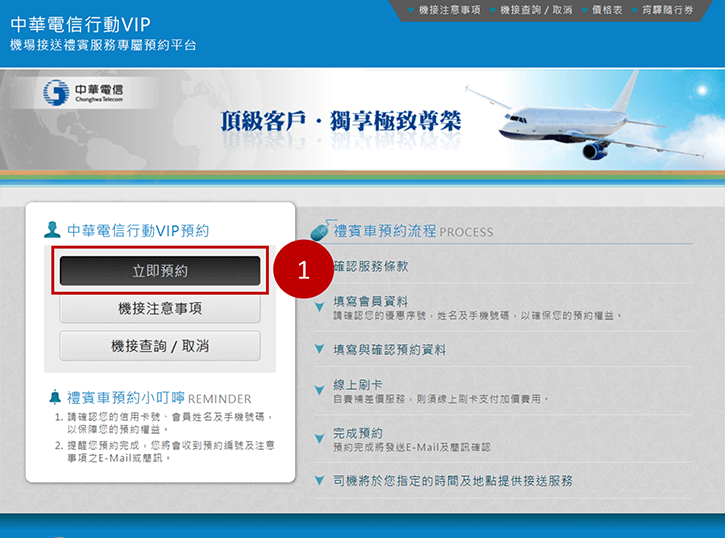 中華電信行動VIP
機場接送禮賓服務專屬預約平台
機接注意事項 機接查詢 / 取消 價格表 窝驛隨行券
中華電信
Chunghwa Telecom
頂級客戶・獨享極致尊榮
中華電信行動VIP預約
立即預約
機接注意事項
機接查詢 / 取消
1
禮賓車預約小叮嚀 REMINDER
1. 請確認您的信用卡號、會員姓名及手機號碼，
以保障您的預約權益。
2. 提醒您預約完成，您將會收到預約編號及注意
事項之E-Mail或簡訊。
禮賓車預約流程 PROCESS
確認服務條款
填寫會員資料
請確認您的優惠序號，姓名及手機號碼，以確保您的預約權益。
填寫與確認預約資料
線上刷卡
自費補差價服務，則須線上刷卡支付加價費用。
完成預約
預約完成將發送E-Mail及簡訊確認
司機將於您指定的時間及地點提供接送服務